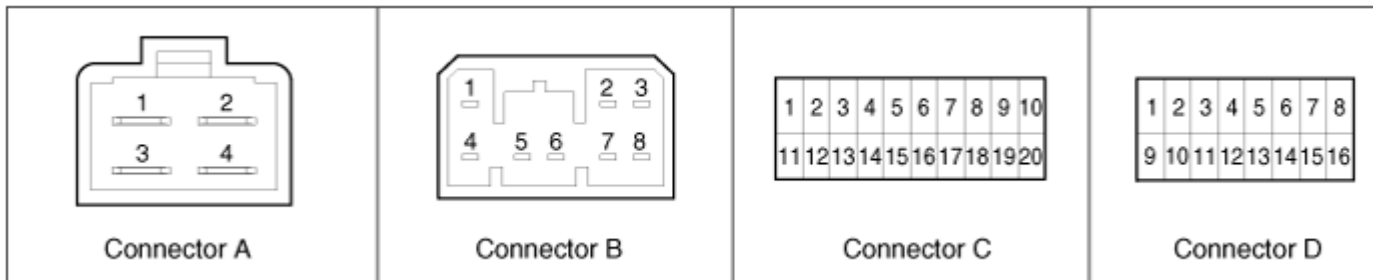 1 2
3 4
Connector A
1 2 3
4 5 6 7 8
Connector B
1 2 3 4 5 6 7 8 9 10
11 12 13 14 15 16 17 18 19 20
Connector C
1 2 3 4 5 6 7 8
9 10 11 12 13 14 15 16
Connector D